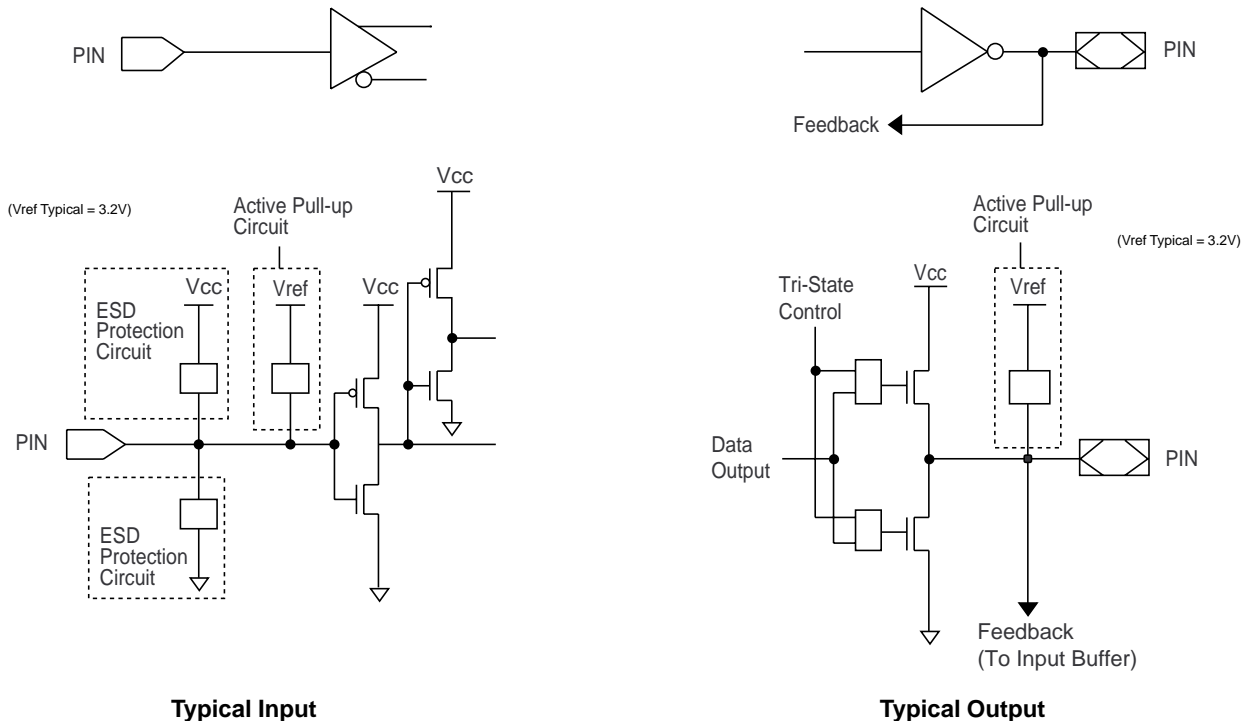 PIN
PIN
Feedback
Vcc
(Vref Typical = 3.2V)
Active Pull-up
Circuit
Vcc
Vref
Vcc
ESD
Protection
Circuit
PIN
ESD
Protection
Circuit
Typical Input
Active Pull-up
Circuit
(Vref Typical = 3.2V)
Tri-State
Control
Vcc
Vref
Data
Output
PIN
Feedback
(To Input Buffer)
Typical Output